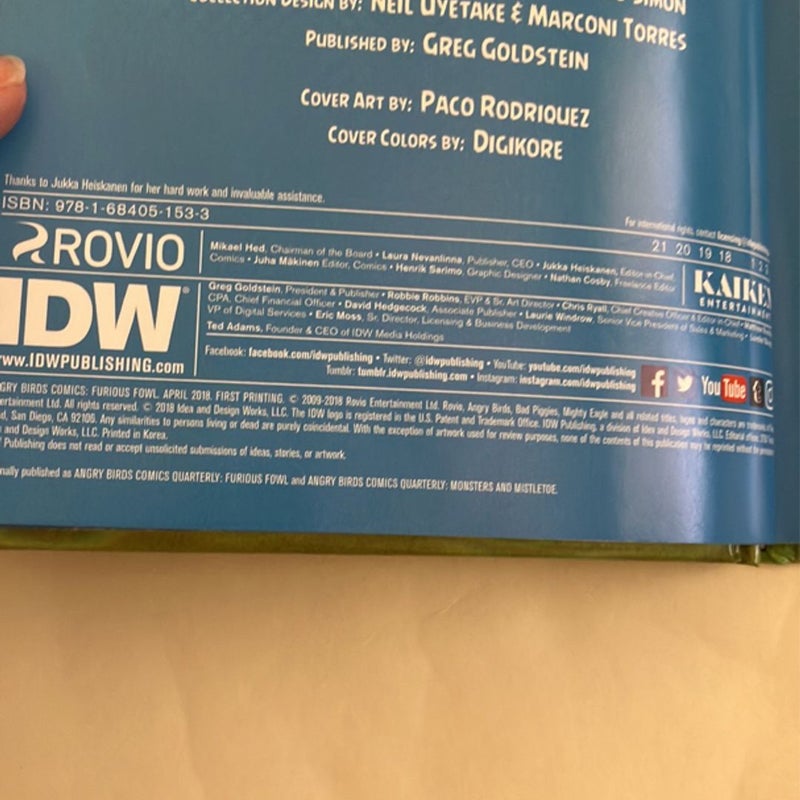 COLLECTION DESIGN BY: NEIL UYETAKE & MARCONI TORRES
PUBLISHED BY: GREG GOLDSTEIN
COVER ART BY: PACO RODRIQUEZ
COVER COLORS BY: DIGIKORE
Thanks to Jukka Heiskanen for her hard work and invaluable assistance.
For international rights, contact
ISBN: 978-1-68405-153-3
21 20 19 18 1 2 3
ROVIO
Mikael Hed, Chairman of the Board • Laura Nevanlinna, Publisher, CEO • Jukka Heiskanen, Editor-in-Chief,
Comics • Juha Mäkinen Editor, Comics • Henrik Sarimo, Graphic Designer • Nathan Cosby, Freelance Editor
KAIKEN
ENTERTAINMENT
IDW®
www.IDWPUBLISHING.com
Greg Goldstein, President & Publisher • Robbie Robbins, EVP & Sr. Art Director • Chris Ryall, Chief Creative Officer & Editor-in-Chief •
CPA, Chief Financial Officer • David Hedgecock, Associate Publisher • Laurie Windrow, Senior Vice President of Sales & Marketing •
VP of Digital Services • Eric Moss, Sr. Director, Licensing & Business Development
Ted Adams, Founder & CEO of IDW Media Holdings
Facebook: facebook.com/idwpublishing • Twitter: @idwpublishing • YouTube: youtube.com/idwpublishing
Tumblr: tumblr.idwpublishing.com • Instagram: instagram.com/idwpublishing
f YouTube
GRY BIRDS COMICS: FURIOUS FOWL. APRIL 2018. FIRST PRINTING. © 2009-2018 Rovio Entertainment Ltd. Rovio, Angry Birds, Bad Piggies, Mighty Eagle and all related titles, logos and characters are trademarks of
ertainment Ltd. All rights reserved. © 2018 Idea and Design Works, LLC. The IDW logo is registered in the U.S. Patent and Trademark Office. IDW Publishing, a division of Idea and Design Works, LLC. Editorial offices:
al, San Diego, CA 92106. Any similarities to persons living or dead are purely coincidental. With the exception of artwork used for review purposes, none of the contents of this publication may be reprinted without the
and Design Works, LLC. Printed in Korea.
Publishing does not read or accept unsolicited submissions of ideas, stories, or artwork.
nally published as ANGRY BIRDS COMICS QUARTERLY: FURIOUS FOWL and ANGRY BIRDS COMICS QUARTERLY: MONSTERS AND MISTLETOE.